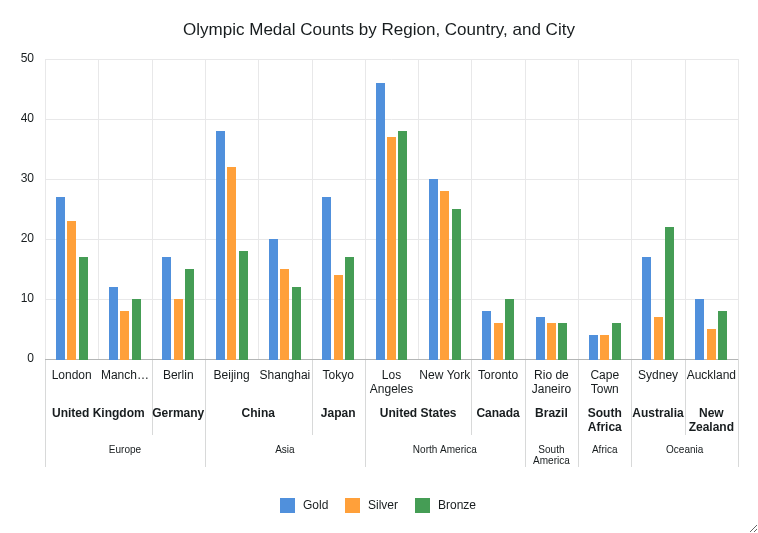 Olympic Medal Counts by Region, Country, and City
50
40
30
20
10
0
London Manch… Berlin Beijing Shanghai Tokyo Los Angeles New York Toronto Rio de Janeiro Cape Town Sydney Auckland
United Kingdom Germany China Japan United States Canada Brazil South Africa Australia New Zealand
Europe Asia North America South America Africa Oceania
Gold Silver Bronze